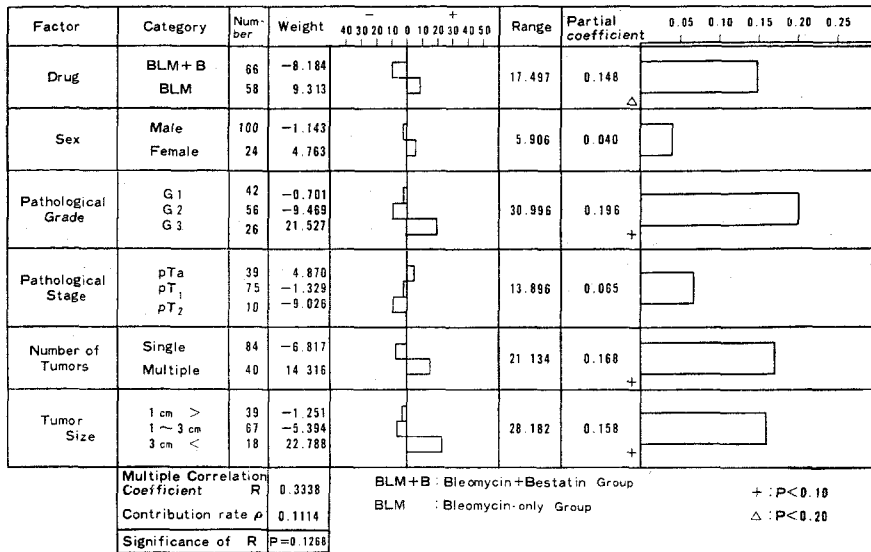 Factor Category Num- ber Weight − + 40 30 20 10 0 10 20 30 40 50 Range Partial coefficient 0.05 0.10 0.15 0.20 0.30
Drug BLM+B 66 −8.184 17.497 0.148
BLM 58 9.313
△
Sex Male 100 −1.143 5.906 0.040
Female 24 4.763
Pathological Grade G1 42 −0.701 30.996 0.196
G2 56 −9.469
G3 26 21.527
+
Pathological Stage pTa 39 4.870 13.896 0.065
pT1 75 −1.329
pT2 10 −9.026
Number of Tumors Single 84 −6.817 21 134 0.168
Multiple 40 14.316
+
Tumor Size 1 cm > 39 −1.251 28.182 0.158
1 ~ 3 cm 67 −5.394
3 cm < 18 22.788
+
Multiple Correlation Coefficient R 0.3338
Contribution rate ρ 0.1114
Significance of R P=0.1268
BLM+B : Bleomycin+Bestatin Group
BLM : Bleomycin-only Group
+ : P<0.10
△ : P<0.20